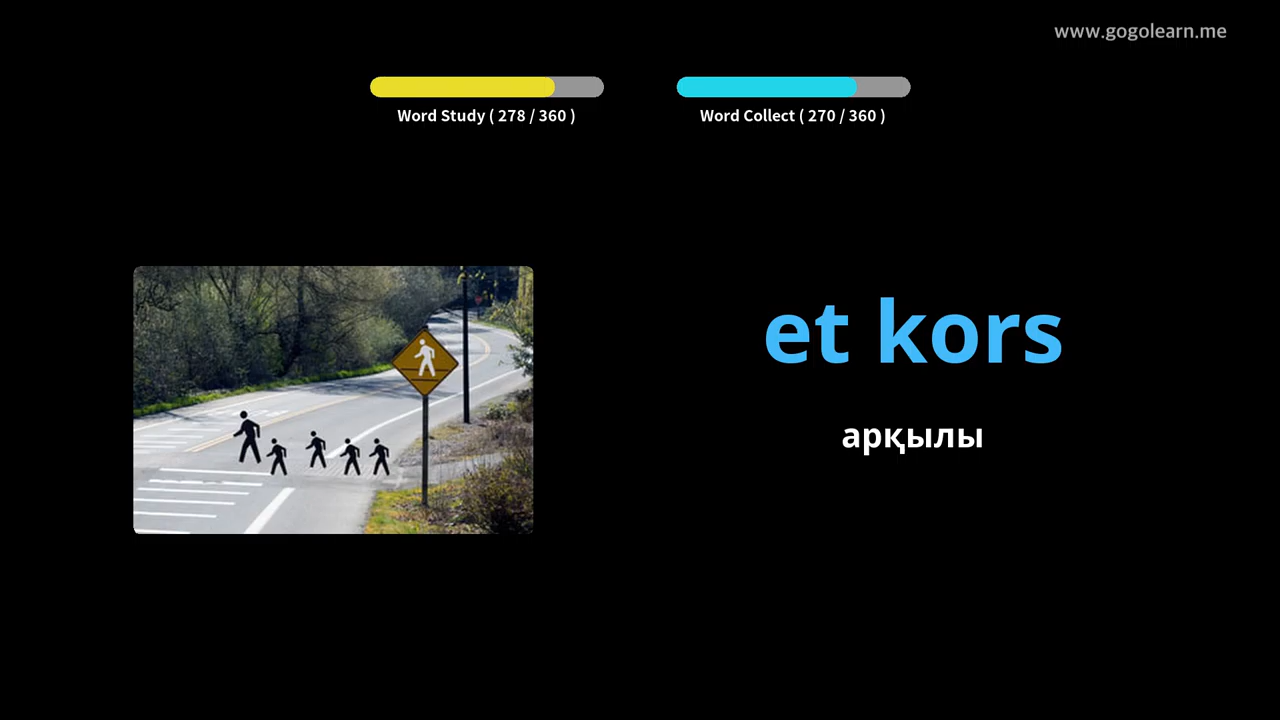 www.gogolearn.me
Word Study ( 278 / 360 )
Word Collect ( 270 / 360 )
et kors
арқылы